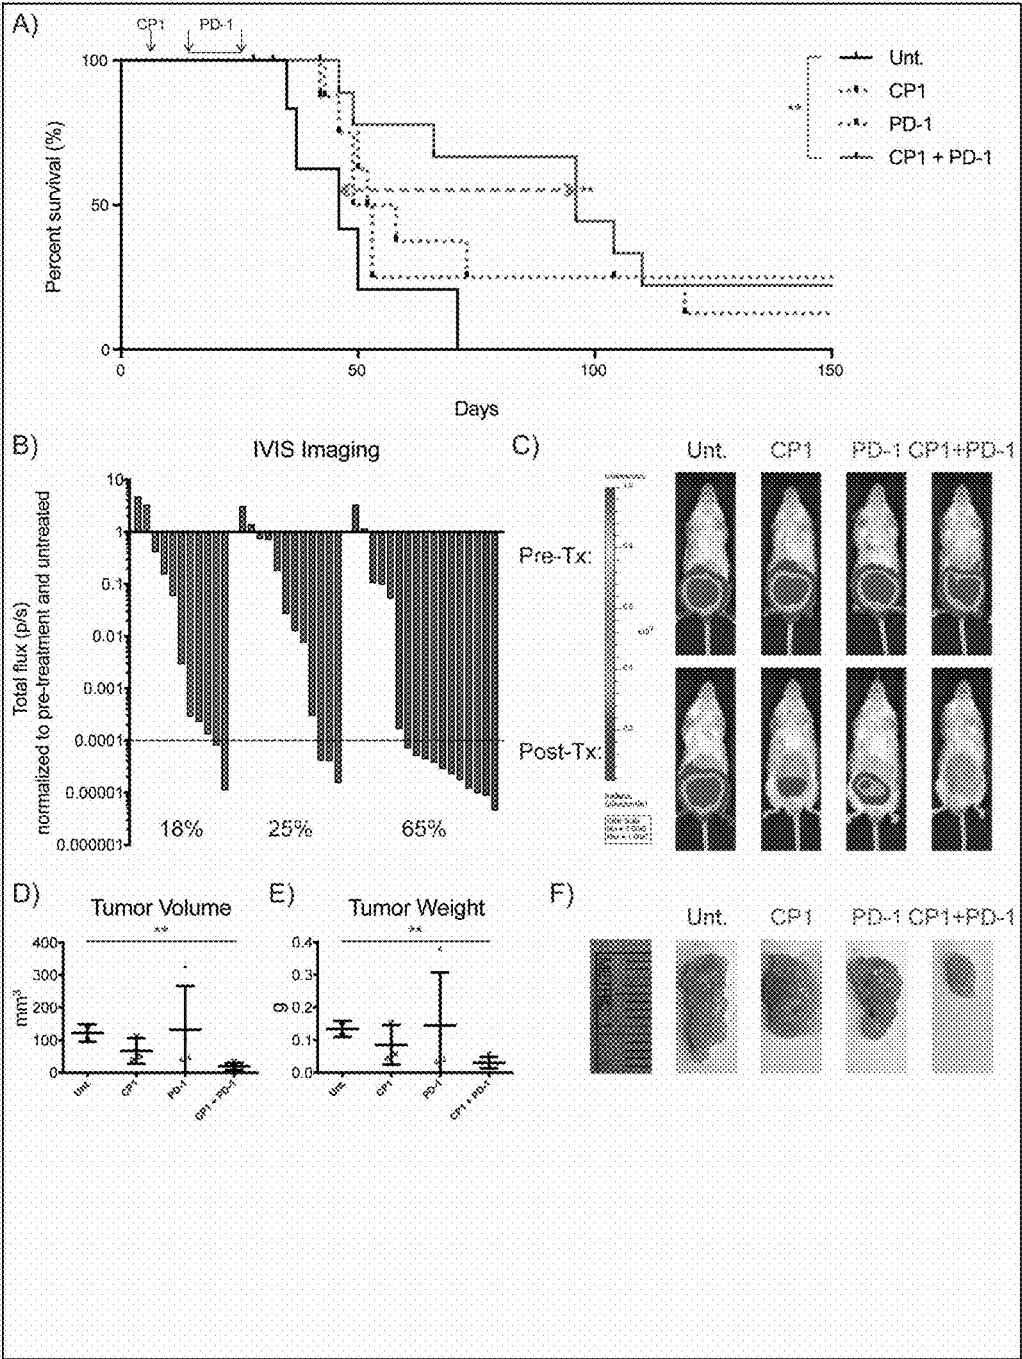 A)
CP1 PD-1
100
50
0
Percent survival (%)
0 50 100 150
Days
**
**
Unt.
CP1
PD-1
CP1 + PD-1
B)
IVIS Imaging
Total flux (p/s)
normalized to pre-treatment and untreated
10
1
0.1
0.01
0.001
0.0001
0.00001
0.000001
18% 25% 65%
C)
Unt. CP1 PD-1 CP1+PD-1
Pre-Tx:
Post-Tx:
D)
Tumor Volume
**
mm³
400
300
200
100
0
Unt. CP1 PD-1 CP1 + PD-1
E)
Tumor Weight
**
g
0.4
0.3
0.2
0.1
0.0
Unt. CP1 PD-1 CP1 + PD-1
F)
Unt. CP1 PD-1 CP1+PD-1